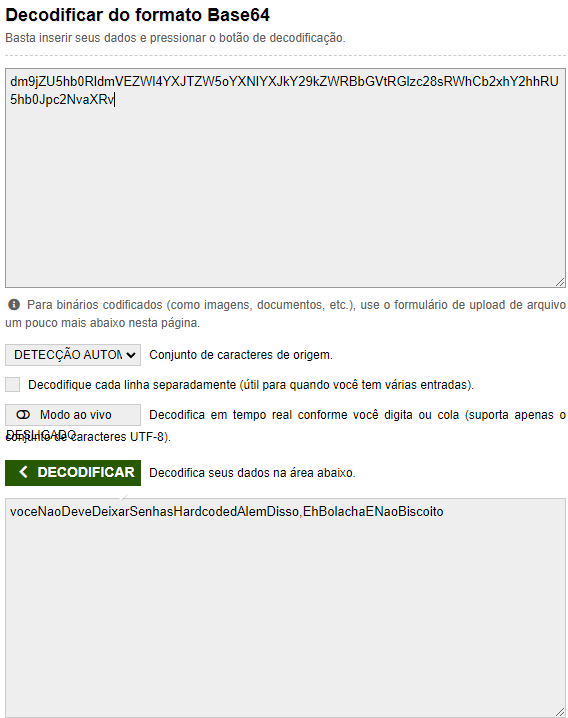 Decodificar do formato Base64
Basta inserir seus dados e pressionar o botão de decodificação.
dm9jZU5hb0RldmVEZWl4YXJTZW5oYXNIYXJkY29kZWRBbGVtRGlzc28sRWhCb2xhY2hhRU
5hb0Jpc2NvaXRv
Para binários codificados (como imagens, documentos, etc.), use o formulário de upload de arquivo
um pouco mais abaixo nesta página.
DETECÇÃO AUTOM Conjunto de caracteres de origem.
Decodifique cada linha separadamente (útil para quando você tem várias entradas).
Modo ao vivo Decodifica em tempo real conforme você digita ou cola (suporta apenas o
DESLIGADO conjunto de caracteres UTF-8).
DECODIFICAR Decodifica seus dados na área abaixo.
voceNaoDeveDeixarSenhasHardcodedAlemDisso,EhBolachaENaoBiscoito